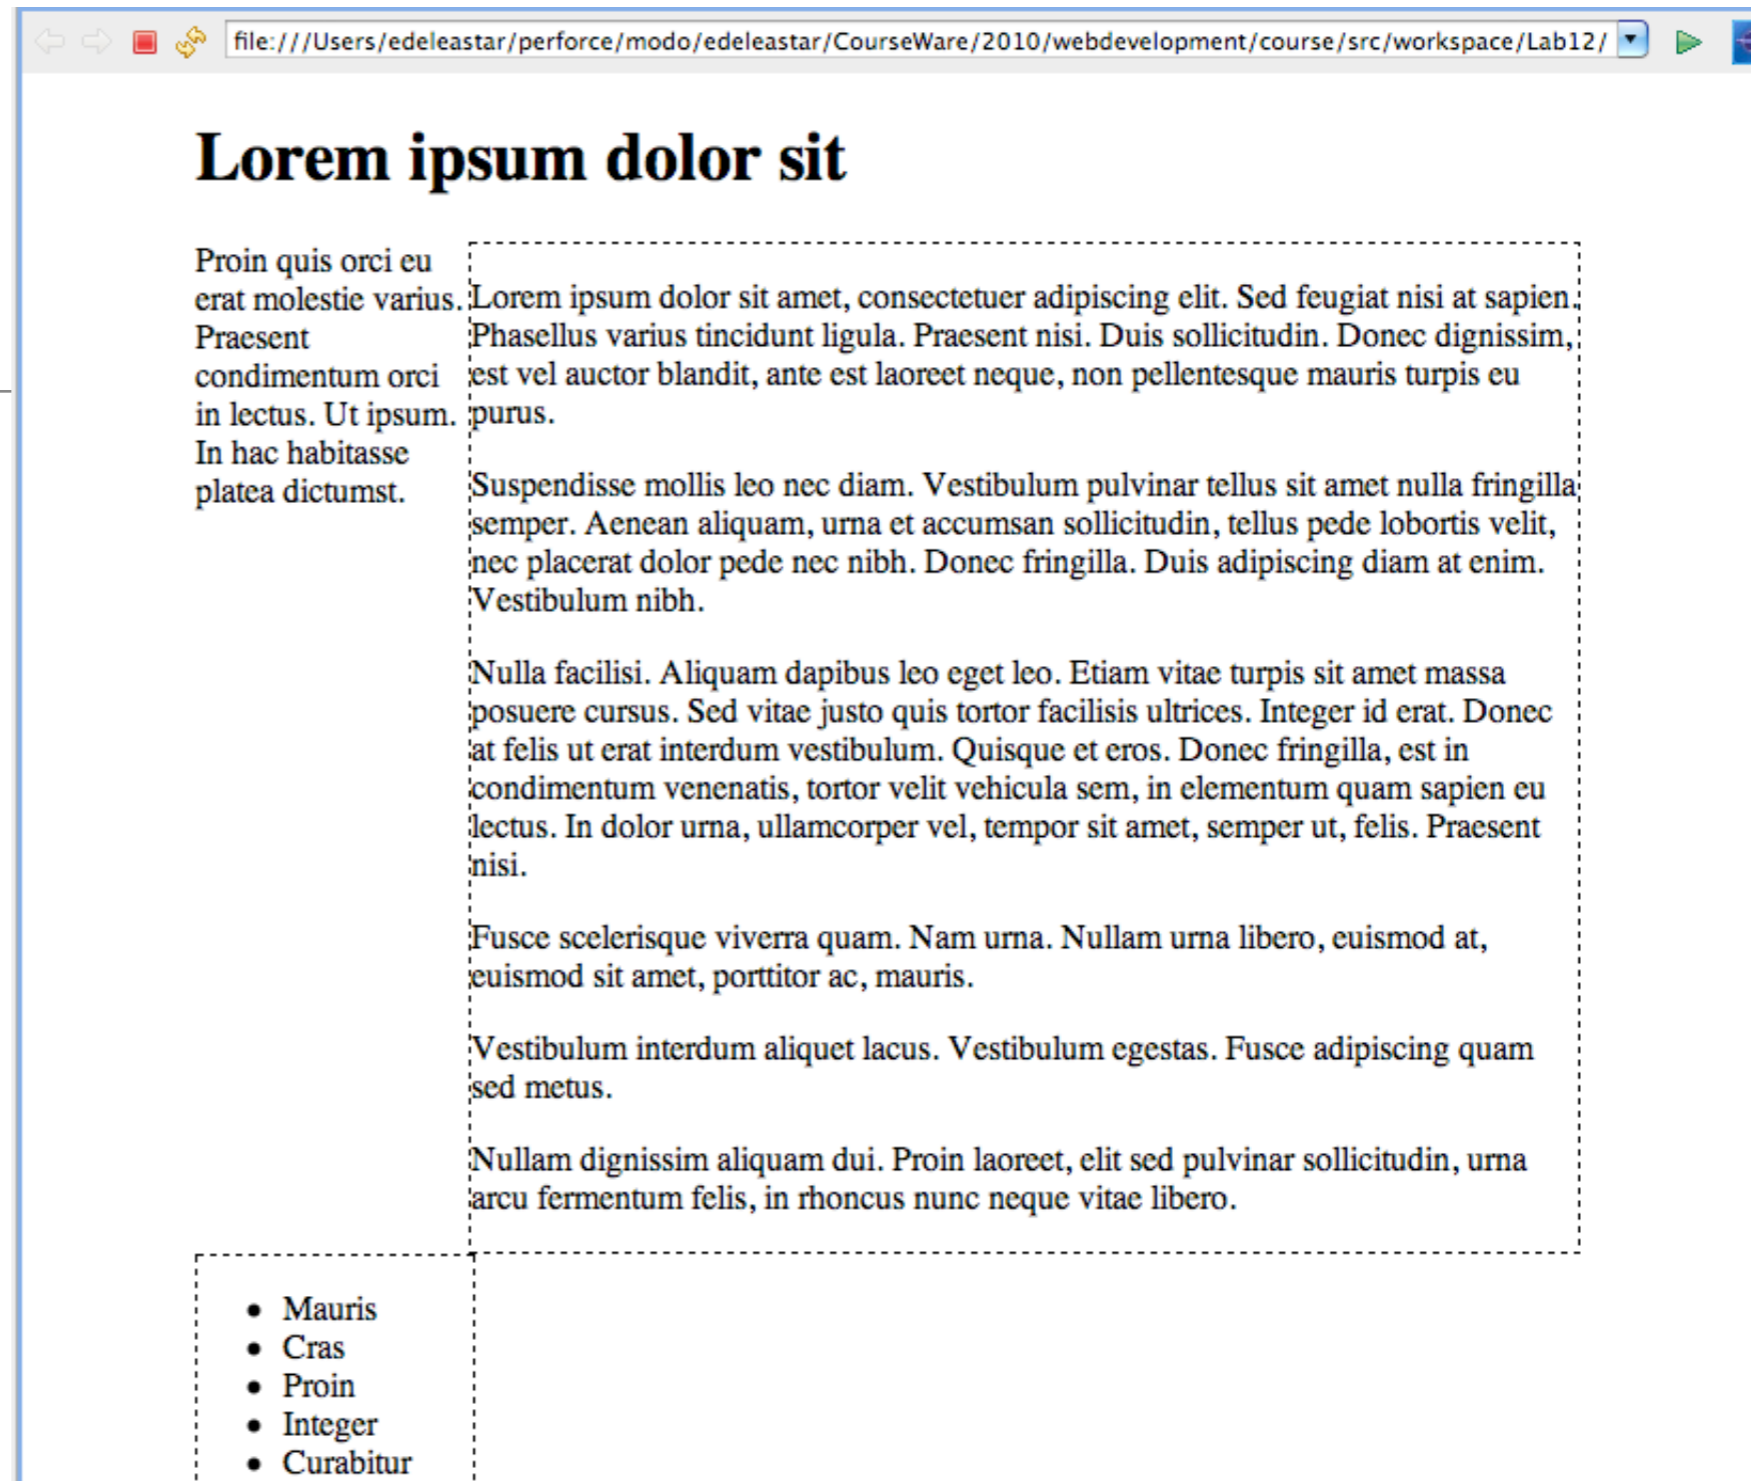 file:///Users/edeleastar/perforce/modo/edeleastar/CourseWare/2010/webdevelopment/course/src/workspace/Lab12/
Lorem ipsum dolor sit
Proin quis orci eu
erat molestie varius.
Praesent
condimentum orci
in lectus. Ut ipsum.
In hac habitasse
platea dictumst.
Lorem ipsum dolor sit amet, consectetuer adipiscing elit. Sed feugiat nisi at sapien.
Phasellus varius tincidunt ligula. Praesent nisi. Duis sollicitudin. Donec dignissim,
est vel auctor blandit, ante est laoreet neque, non pellentesque mauris turpis eu
purus.
Suspendisse mollis leo nec diam. Vestibulum pulvinar tellus sit amet nulla fringilla
semper. Aenean aliquam, urna et accumsan sollicitudin, tellus pede lobortis velit,
nec placerat dolor pede nec nibh. Donec fringilla. Duis adipiscing diam at enim.
Vestibulum nibh.
Nulla facilisi. Aliquam dapibus leo eget leo. Etiam vitae turpis sit amet massa
posuere cursus. Sed vitae justo quis tortor facilisis ultrices. Integer id erat. Donec
at felis ut erat interdum vestibulum. Quisque et eros. Donec fringilla, est in
condimentum venenatis, tortor velit vehicula sem, in elementum quam sapien eu
lectus. In dolor urna, ullamcorper vel, tempor sit amet, semper ut, felis. Praesent
nisi.
Fusce scelerisque viverra quam. Nam urna. Nullam urna libero, euismod at,
euismod sit amet, porttitor ac, mauris.
Vestibulum interdum aliquet lacus. Vestibulum egestas. Fusce adipiscing quam
sed metus.
Nullam dignissim aliquam dui. Proin laoreet, elit sed pulvinar sollicitudin, urna
arcu fermentum felis, in rhoncus nunc neque vitae libero.
• Mauris
• Cras
• Proin
• Integer
• Curabitur